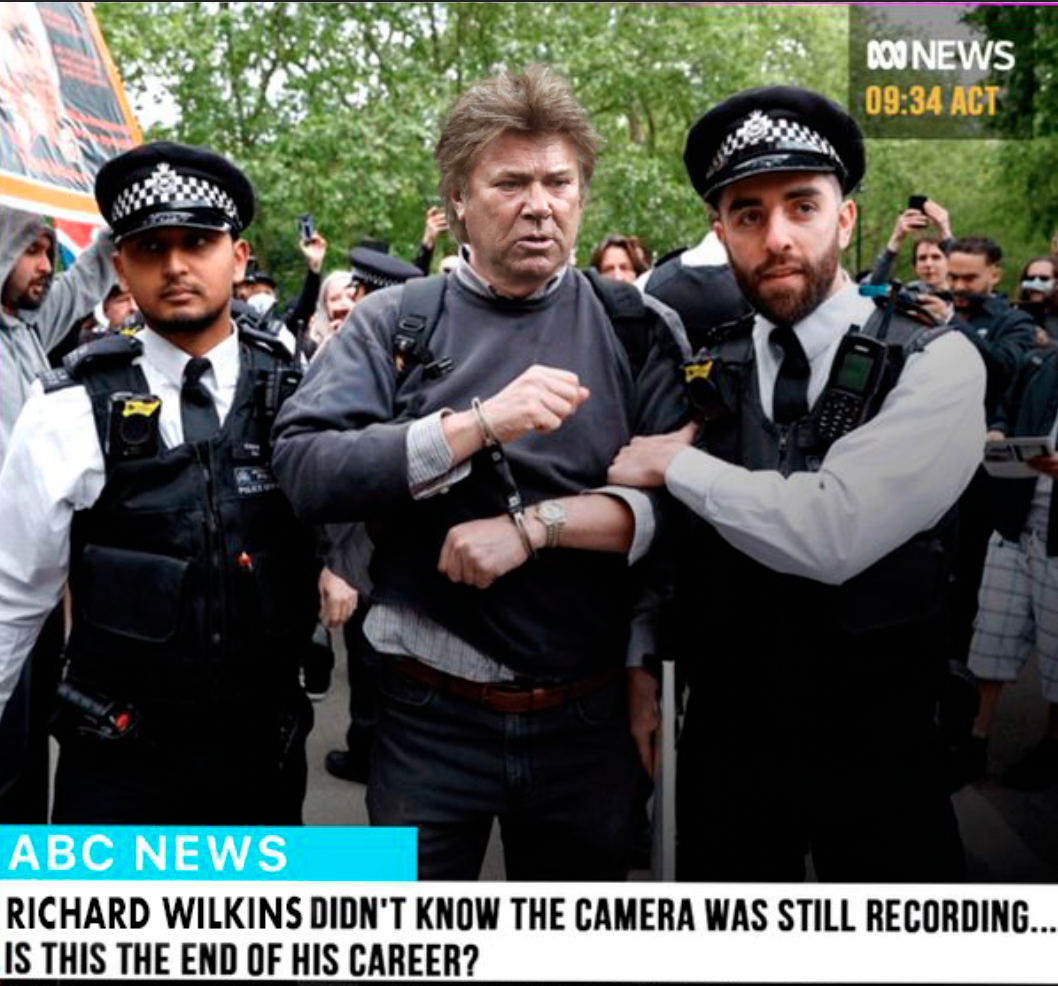 NEWS
09:34 ACT
ABC NEWS
RICHARD WILKINS DIDN'T KNOW THE CAMERA WAS STILL RECORDING...
IS THIS THE END OF HIS CAREER?